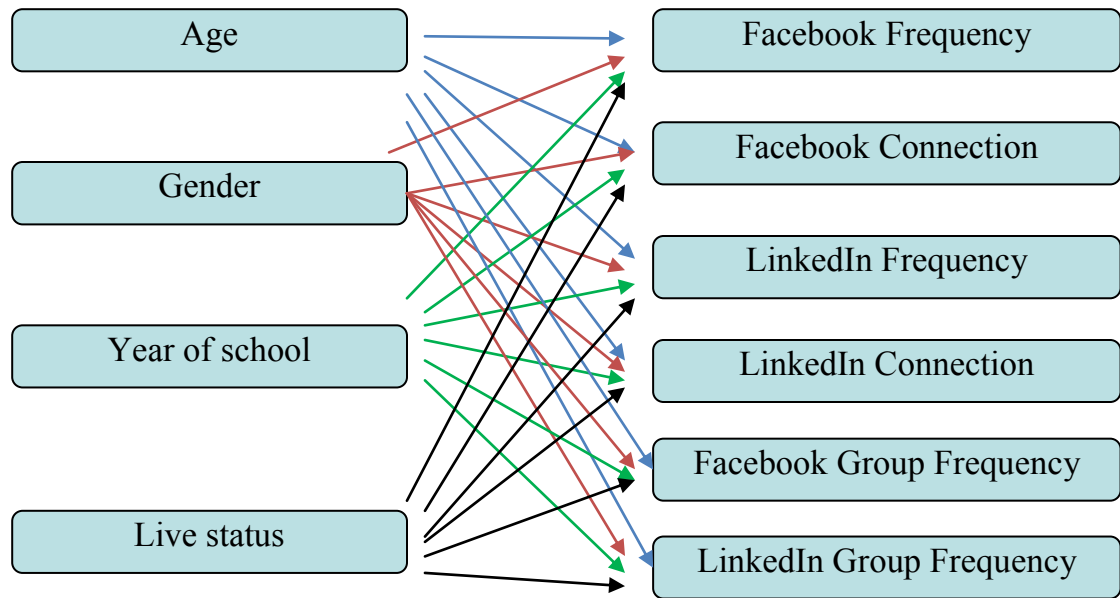 Age
Gender
Year of school
Live status
Facebook Frequency
Facebook Connection
LinkedIn Frequency
LinkedIn Connection
Facebook Group Frequency
LinkedIn Group Frequency